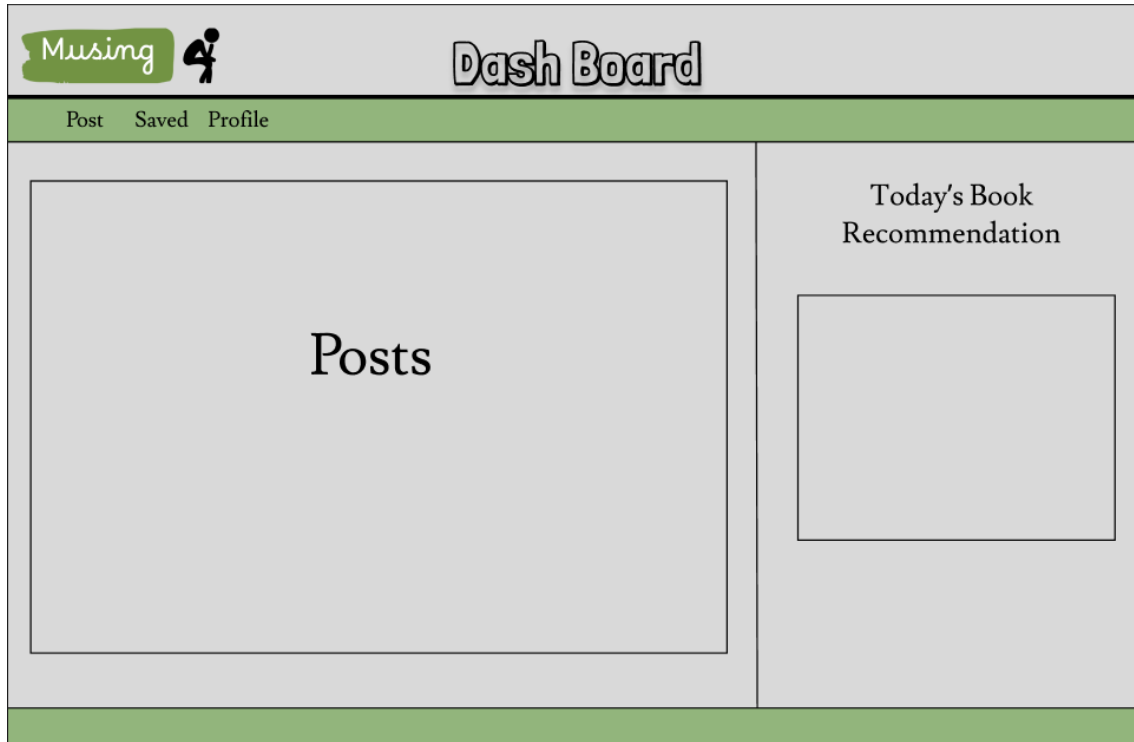 Musing
Dash Board
Post Saved Profile
Posts
Today's Book
Recommendation